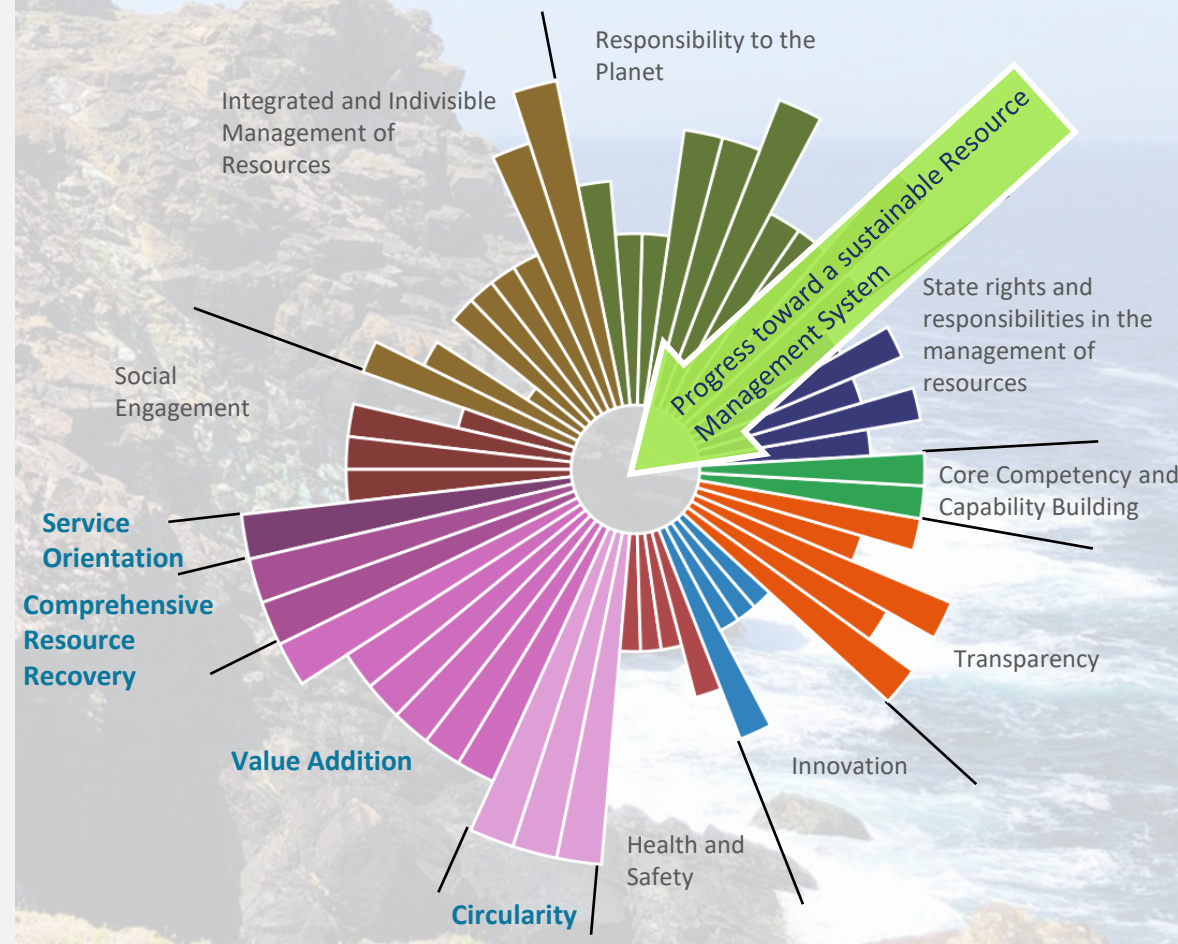 Responsibility to the
Planet
Integrated and Indivisible
Management of
Resources
Progress toward a sustainable Resource
Management System
State rights and
responsibilities in the
management of
resources
Social
Engagement
Core Competency and
Capability Building
Service
Orientation
Comprehensive
Resource
Recovery
Transparency
Value Addition
Innovation
Health and
Safety
Circularity